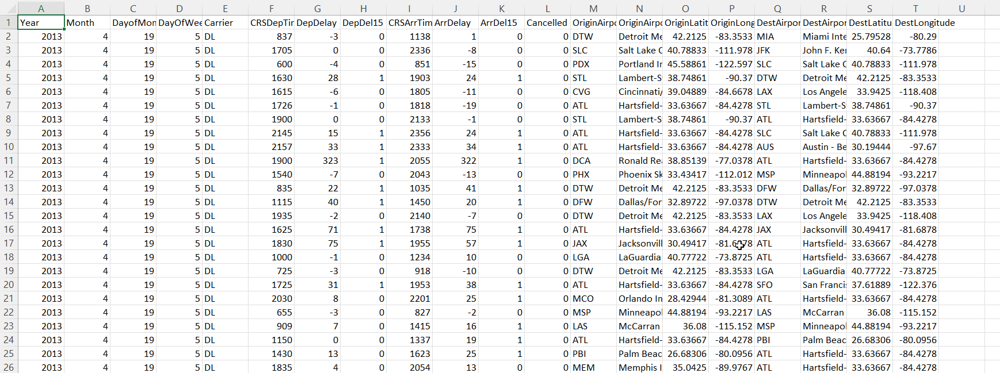 A B C D E F G H I J K L M N O P Q R S T U
1 Year Month DayofMon DayOfWee Carrier CRSDepTir DepDelay DepDel15 CRSArrTim ArrDelay ArrDel15 Cancelled OriginAirpo OriginAirpo OriginLatit OriginLong DestAirpor DestAirpor DestLatitu DestLongitude
2 2013 4 19 5 DL 837 -3 0 1138 1 0 0 DTW Detroit Me 42.2125 -83.3533 MIA Miami Inte 25.79528 -80.29
3 2013 4 19 5 DL 1705 0 0 2336 -8 0 0 SLC Salt Lake C 40.78833 -111.978 JFK John F. Ker 40.64 -73.7786
4 2013 4 19 5 DL 600 -4 0 851 -15 0 0 PDX Portland Ir 45.58861 -122.597 SLC Salt Lake C 40.78833 -111.978
5 2013 4 19 5 DL 1630 28 1 1903 24 1 0 STL Lambert-S 38.74861 -90.37 DTW Detroit Me 42.2125 -83.3533
6 2013 4 19 5 DL 1615 -6 0 1805 -11 0 0 CVG Cincinnati/ 39.04889 -84.6678 LAX Los Angele 33.9425 -118.408
7 2013 4 19 5 DL 1726 -1 0 1818 -19 0 0 ATL Hartsfield- 33.63667 -84.4278 STL Lambert-S 38.74861 -90.37
8 2013 4 19 5 DL 1900 0 0 2133 -1 0 0 STL Lambert-S 38.74861 -90.37 ATL Hartsfield- 33.63667 -84.4278
9 2013 4 19 5 DL 2145 15 1 2356 24 1 0 ATL Hartsfield- 33.63667 -84.4278 SLC Salt Lake C 40.78833 -111.978
10 2013 4 19 5 DL 2157 33 1 2333 34 1 0 ATL Hartsfield- 33.63667 -84.4278 AUS Austin - Be 30.19444 -97.67
11 2013 4 19 5 DL 1900 323 1 2055 322 1 0 DCA Ronald Rea 38.85139 -77.0378 ATL Hartsfield- 33.63667 -84.4278
12 2013 4 19 5 DL 1540 -7 0 2043 -13 0 0 PHX Phoenix Sk 33.43417 -112.012 MSP Minneapol 44.88194 -93.2217
13 2013 4 19 5 DL 835 22 1 1035 41 1 0 DTW Detroit Me 42.2125 -83.3533 DFW Dallas/For 32.89722 -97.0378
14 2013 4 19 5 DL 1115 40 1 1450 20 1 0 DFW Dallas/For 32.89722 -97.0378 DTW Detroit Me 42.2125 -83.3533
15 2013 4 19 5 DL 1935 -2 0 2140 -7 0 0 DTW Detroit Me 42.2125 -83.3533 LAX Los Angele 33.9425 -118.408
16 2013 4 19 5 DL 1625 71 1 1738 75 1 0 ATL Hartsfield- 33.63667 -84.4278 JAX Jacksonvill 30.49417 -81.6878
17 2013 4 19 5 DL 1830 75 1 1955 57 1 0 JAX Jacksonvill 30.49417 ATL Hartsfield- 33.63667 -84.4278
18 2013 4 19 5 DL 1000 -1 0 1234 10 0 0 LGA LaGuardia 40.77722 -73.8725 ATL Hartsfield- 33.63667 -84.4278
19 2013 4 19 5 DL 725 -3 0 918 -10 0 0 DTW Detroit Me 42.2125 -83.3533 LGA LaGuardia 40.77722 -73.8725
20 2013 4 19 5 DL 1725 31 1 1953 38 1 0 ATL Hartsfield- 33.63667 -84.4278 SFO San Francis 37.61889 -122.376
21 2013 4 19 5 DL 2030 8 0 2201 25 1 0 MCO Orlando In 28.42944 -81.3089 ATL Hartsfield- 33.63667 -84.4278
22 2013 4 19 5 DL 655 -3 0 827 -2 0 0 MSP Minneapol 44.88194 -93.2217 LAS McCarran 36.08 -115.152
23 2013 4 19 5 DL 909 7 0 1415 16 1 0 LAS McCarran 36.08 -115.152 MSP Minneapol 44.88194 -93.2217
24 2013 4 19 5 DL 1150 0 0 1337 19 1 0 ATL Hartsfield- 33.63667 -84.4278 PBI Palm Beac 26.68306 -80.0956
25 2013 4 19 5 DL 1430 13 0 1623 25 1 0 PBI Palm Beac 26.68306 -80.0956 ATL Hartsfield- 33.63667 -84.4278
26 2013 4 19 5 DL 1835 4 0 2054 13 0 0 MEM Memphis I 35.0425 -89.9767 ATL Hartsfield- 33.63667 -84.4278